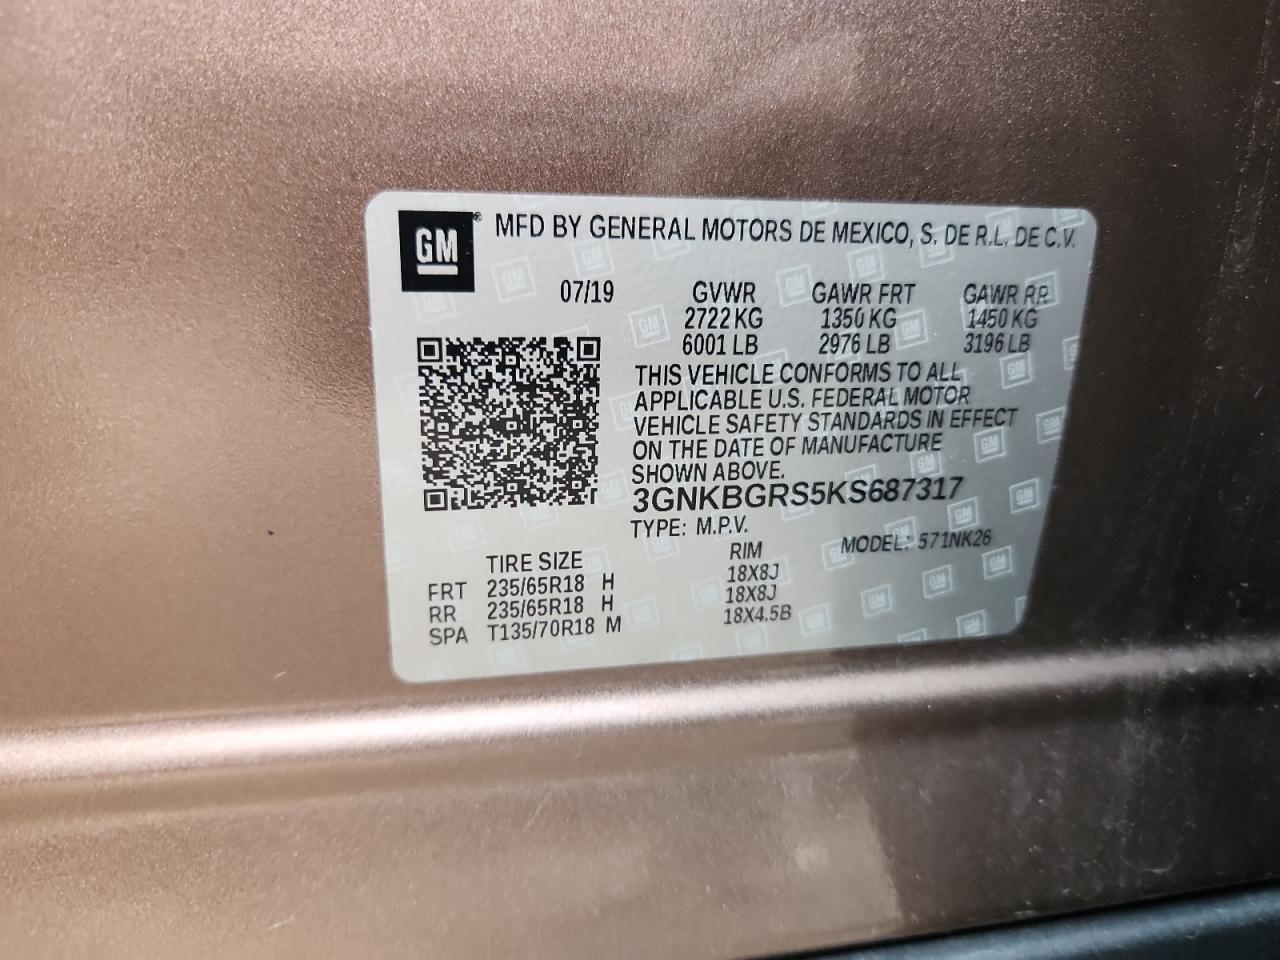 GM® MFD BY GENERAL MOTORS DE MEXICO, S. DE R.L. DE C.V.
07/19 GVWR GAWR FRT GAWR RR
2722 KG 1350 KG 1450 KG
6001 LB 2976 LB 3196 LB
THIS VEHICLE CONFORMS TO ALL
APPLICABLE U.S. FEDERAL MOTOR
VEHICLE SAFETY STANDARDS IN EFFECT
ON THE DATE OF MANUFACTURE
SHOWN ABOVE.
3GNKBGRS5KS687317
TYPE: M.P.V. MODEL: 571NK26
TIRE SIZE RIM
FRT 235/65R18 H 18X8J
RR 235/65R18 H 18X8J
SPA T135/70R18 M 18X4.5B